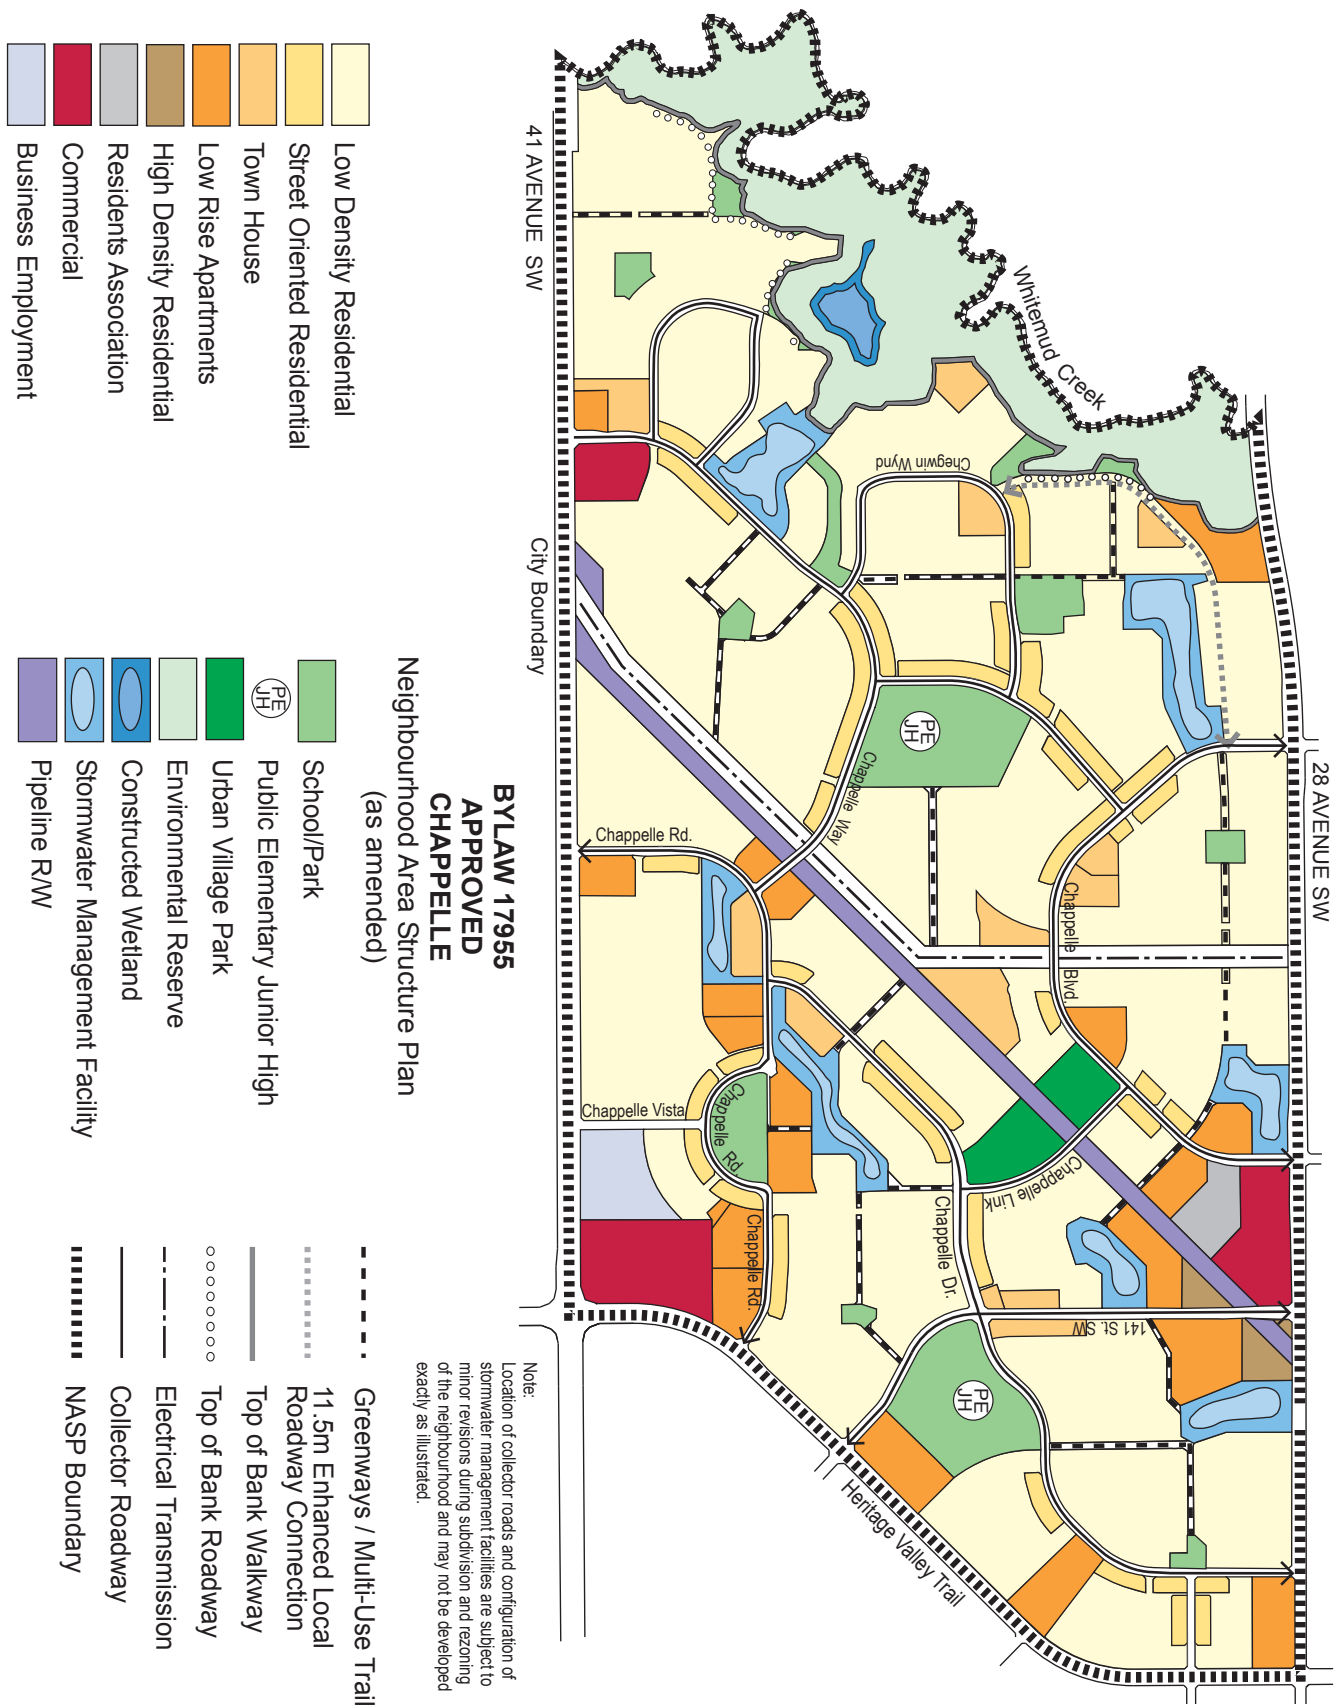 28 AVENUE SW
Whitemud Creek
41 AVENUE SW
City Boundary
Chegwin Wynd
PE
JH
Chappelle Way
Chappelle Rd.
Chappelle Blvd.
Chappelle Link
Chappelle Dr.
Chappelle Vista
Chappelle Rd.
Chappelle Rd.
141 St. SW
PE
JH
Heritage Valley Trail
BYLAW 17955
APPROVED
CHAPPELLE
Neighbourhood Area Structure Plan
(as amended)
Note:
Location of collector roads and configuration of
stormwater management facilities are subject to
minor revisions during subdivision and rezoning
of the neighbourhood and may not be developed
exactly as illustrated.
Low Density Residential
Street Oriented Residential
Town House
Low Rise Apartments
High Density Residential
Residents Association
Commercial
Business Employment
School/Park
PE
JH
Public Elementary Junior High
Urban Village Park
Environmental Reserve
Constructed Wetland
Stormwater Management Facility
Pipeline R/W
Greenways / Multi-Use Trail
11.5m Enhanced Local
Roadway Connection
Top of Bank Walkway
Top of Bank Roadway
Electrical Transmission
Collector Roadway
NASP Boundary